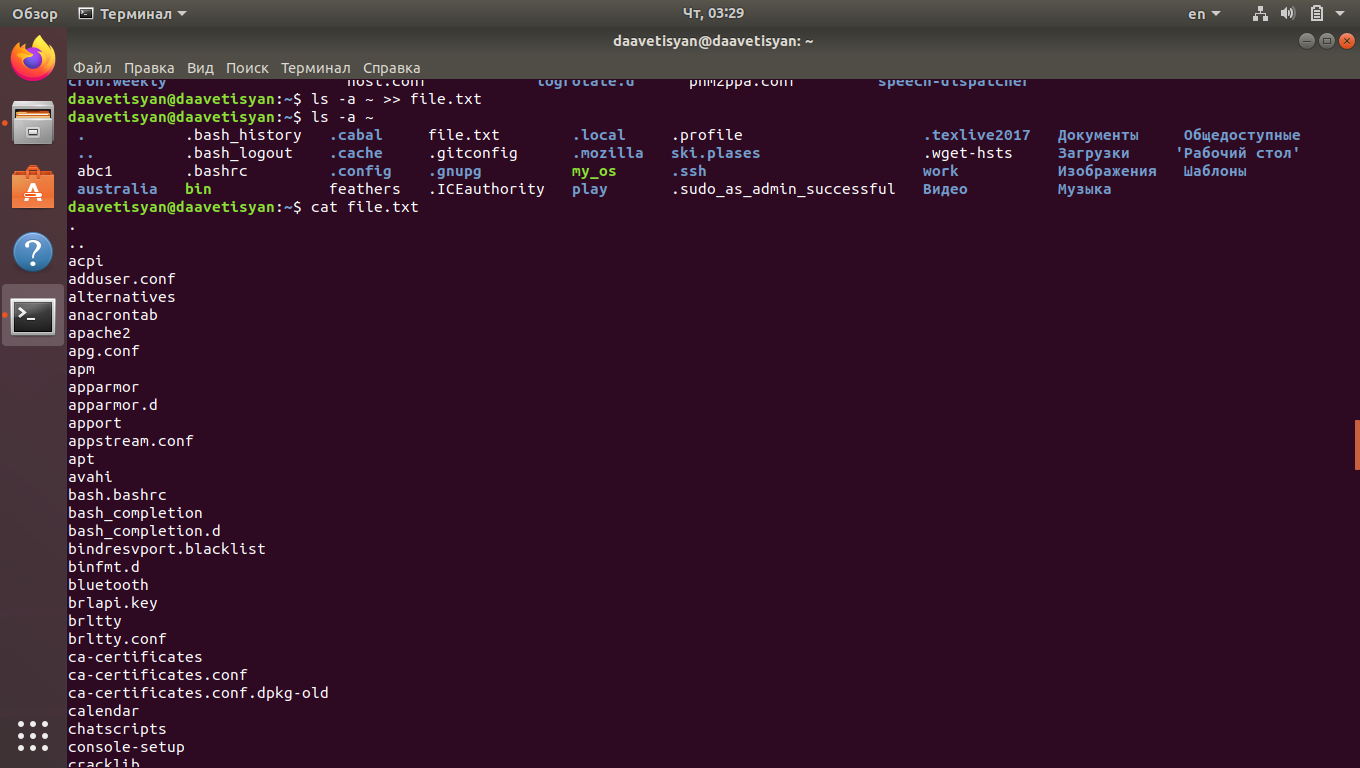 Обзор Терминал Чт, 03:29 en
daavetisyan@daavetisyan: ~
Файл Правка Вид Поиск Терминал Справка
cron.weekly host.conf logrotate.d pnm2ppa.conf speech-dispatcher
daavetisyan@daavetisyan:~$ ls -a ~ >> file.txt
daavetisyan@daavetisyan:~$ ls -a ~
. .bash_history .cabal file.txt .local .profile .texlive2017 Документы Общедоступные
.. .bash_logout .cache .gitconfig .mozilla ski.plases .wget-hsts Загрузки 'Рабочий стол'
abc1 .bashrc .config .gnupg my_os .ssh work Изображения Шаблоны
australia bin feathers .ICEauthority play .sudo_as_admin_successful Видео Музыка
daavetisyan@daavetisyan:~$ cat file.txt
.
..
acpi
adduser.conf
alternatives
anacrontab
apache2
apg.conf
apm
apparmor
apparmor.d
apport
appstream.conf
apt
avahi
bash.bashrc
bash_completion
bash_completion.d
bindresvport.blacklist
binfmt.d
bluetooth
brlapi.key
brltty
brltty.conf
ca-certificates
ca-certificates.conf
ca-certificates.conf.dpkg-old
calendar
chatscripts
console-setup
cracklib